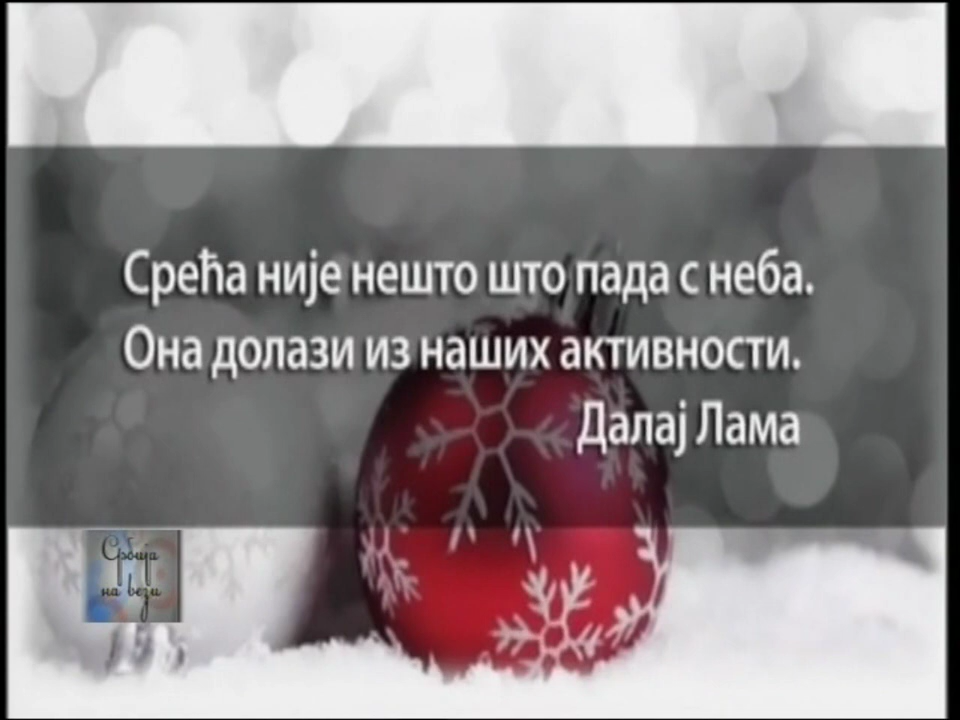 Срећа није нешто што пада с неба.
Она долази из наших активности.
Далај Лама
Србија
на вези